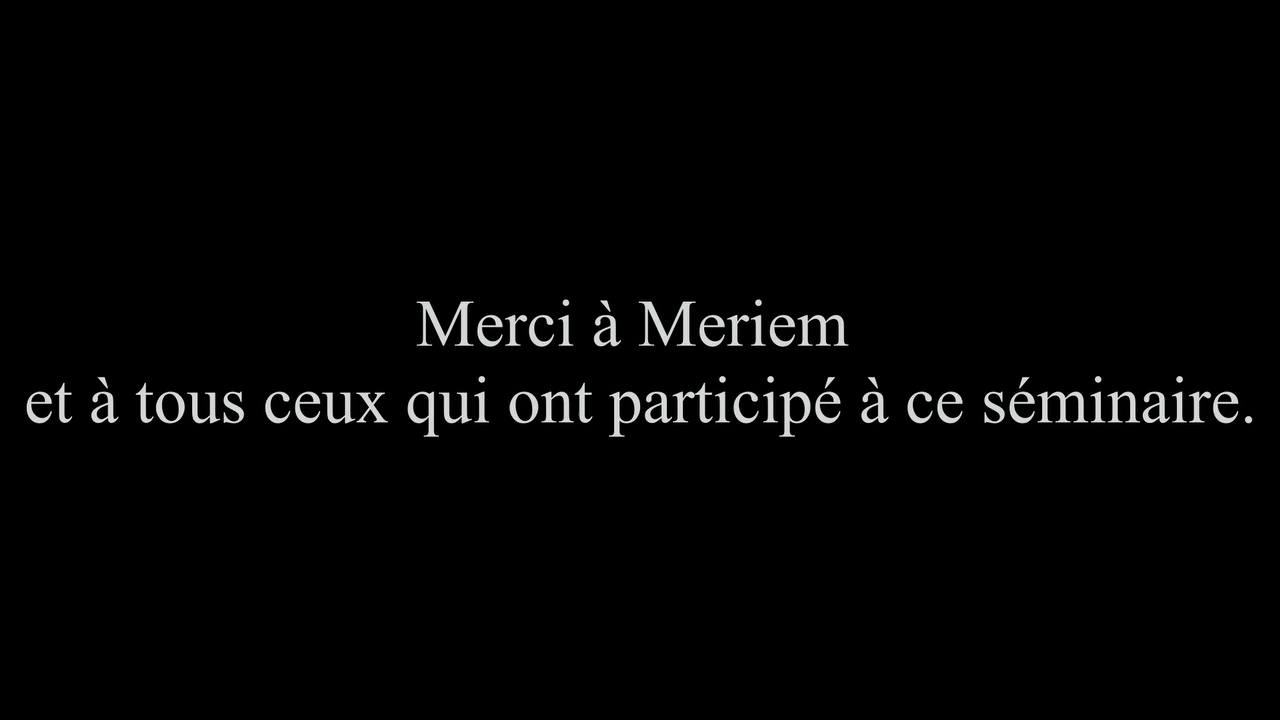 Merci à Meriem
et à tous ceux qui ont participé à ce séminaire.